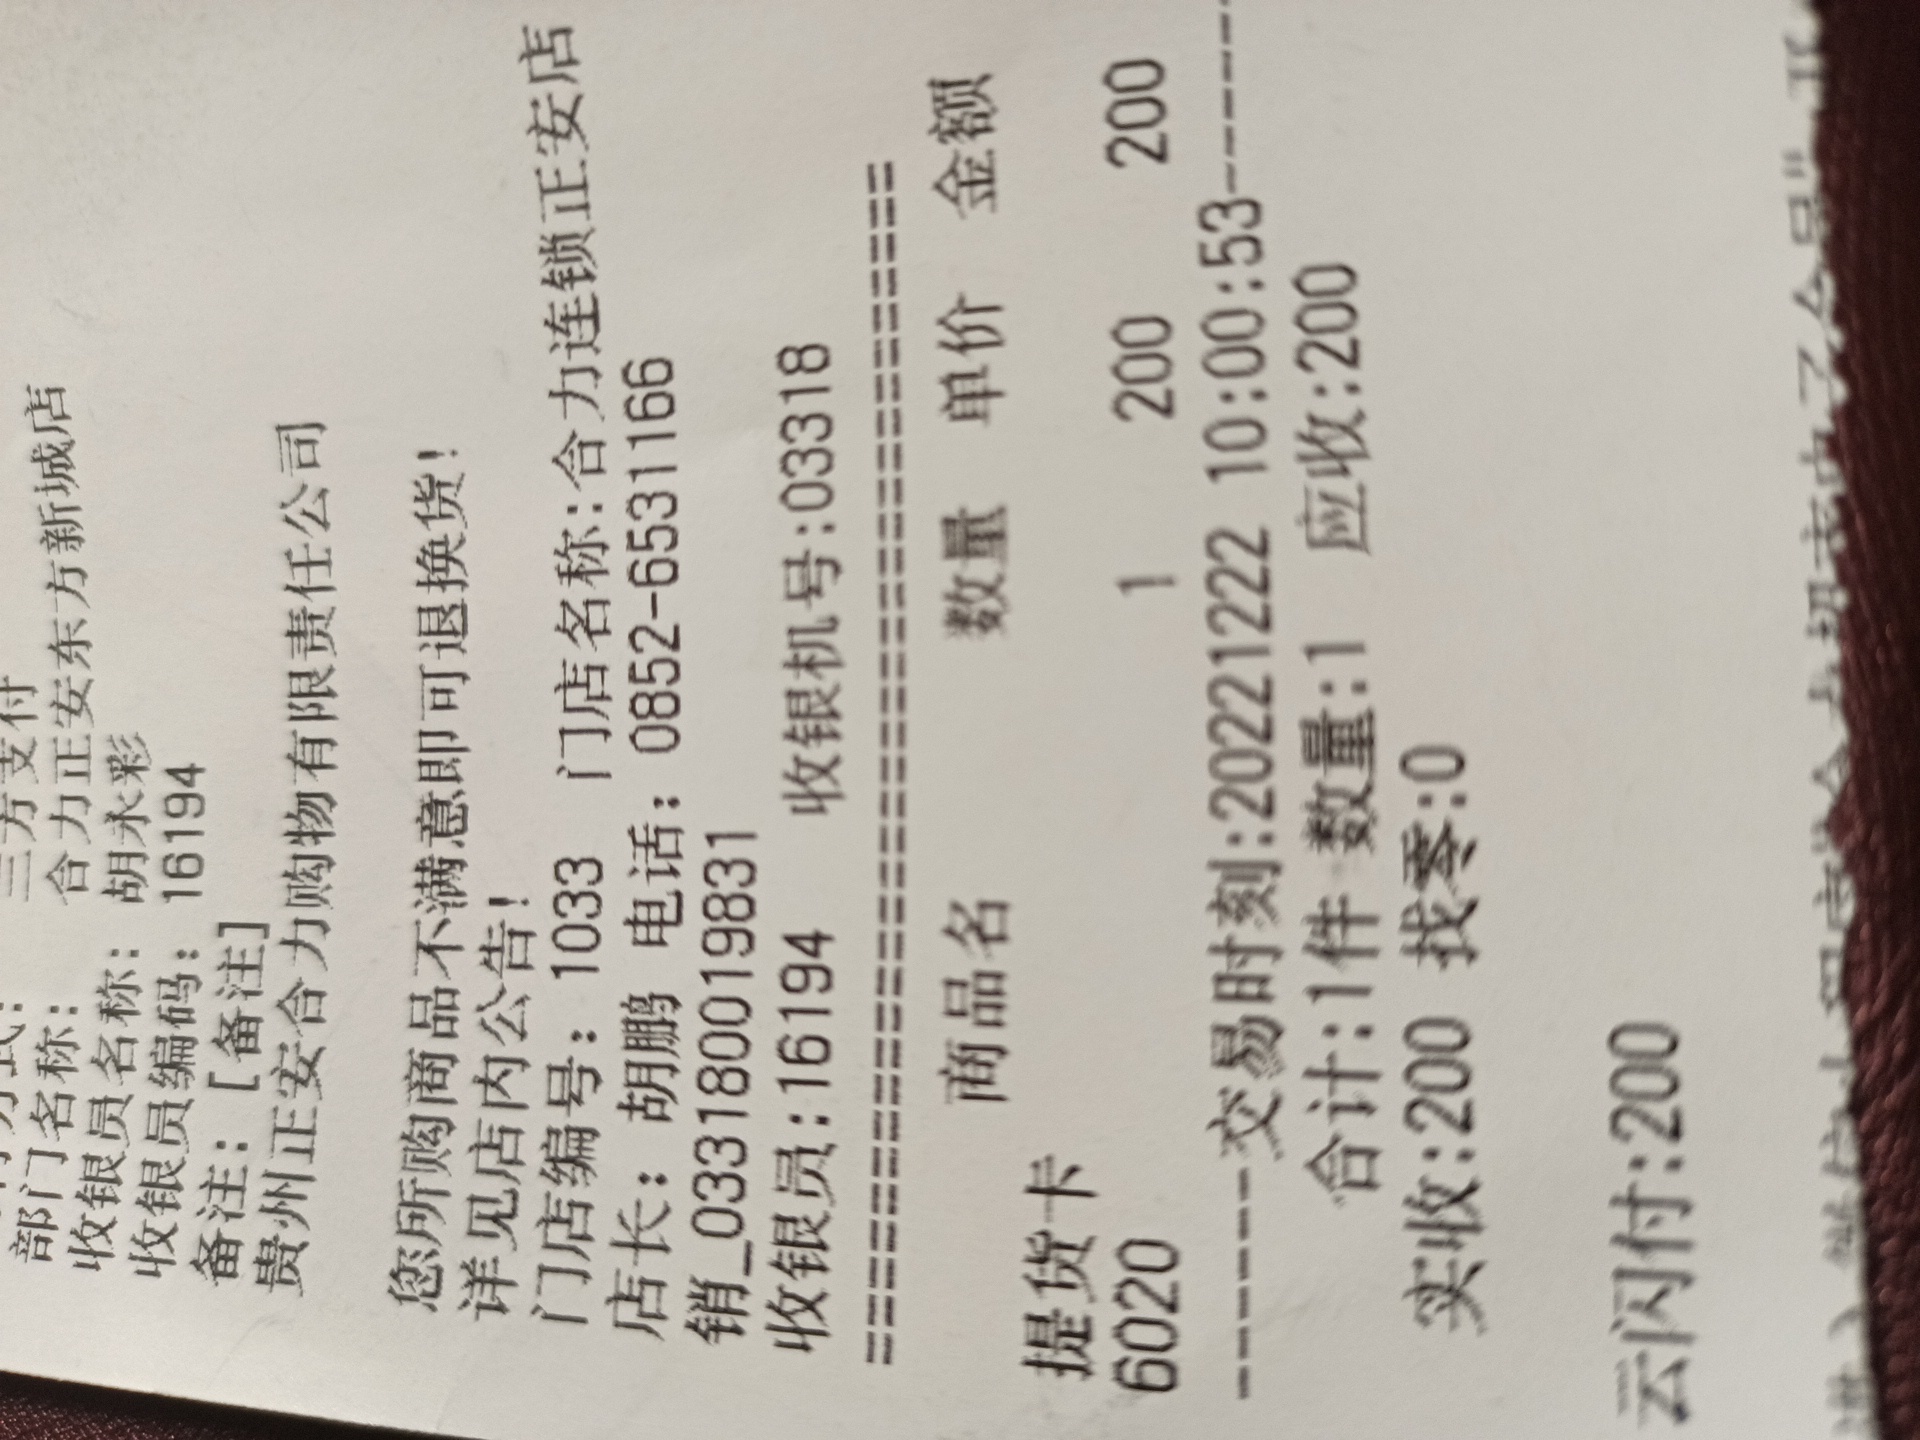 三方支付
部门名称: 合力正安东方新城店
收银员名称: 胡永彩
收银员编码: 16194
备注: [备注]
贵州正安合力购物有限责任公司
您所购商品不满意即可退换货!
详见店内公告!
门店编号: 1033 门店名称:合力连锁正安店
店长: 胡鹏 电话: 0852-6531166
销_033180019831
收银员:16194 收银机号:03318
==========================================
商品名 数量 单价 金额
提货卡
6020 1 200 200
-------交易时刻:20221222 10:00:53-------
合计:1件 数量:1 应收:200
实收:200 找零:0
云闪付:200